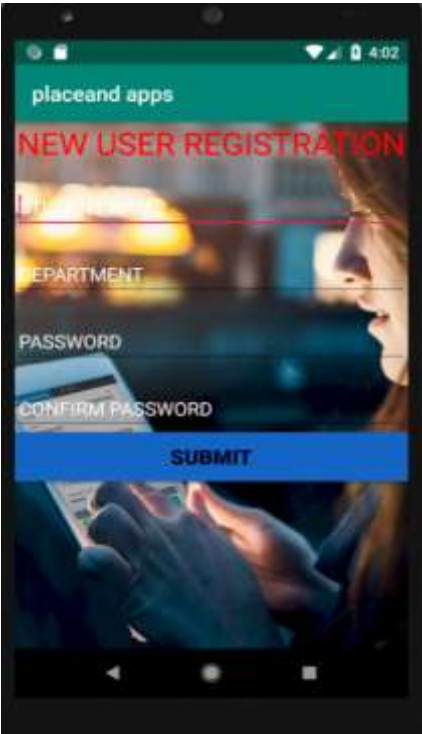 4:02
placeand apps
NEW USER REGISTRATION
DEPARTMENT
PASSWORD
CONFIRM PASSWORD
SUBMIT